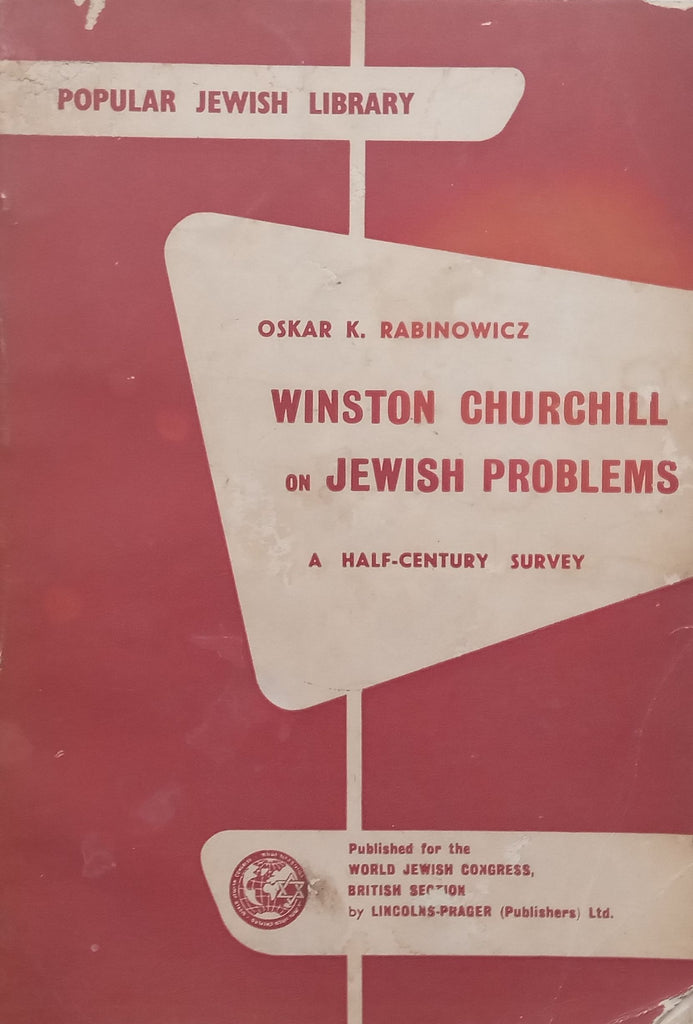 POPULAR JEWISH LIBRARY
OSKAR K. RABINOWICZ
WINSTON CHURCHILL
ON JEWISH PROBLEMS
A HALF-CENTURY SURVEY
Published for the
WORLD JEWISH CONGRESS,
BRITISH SECTION
by LINCOLNS-PRAGER (Publishers) Ltd.